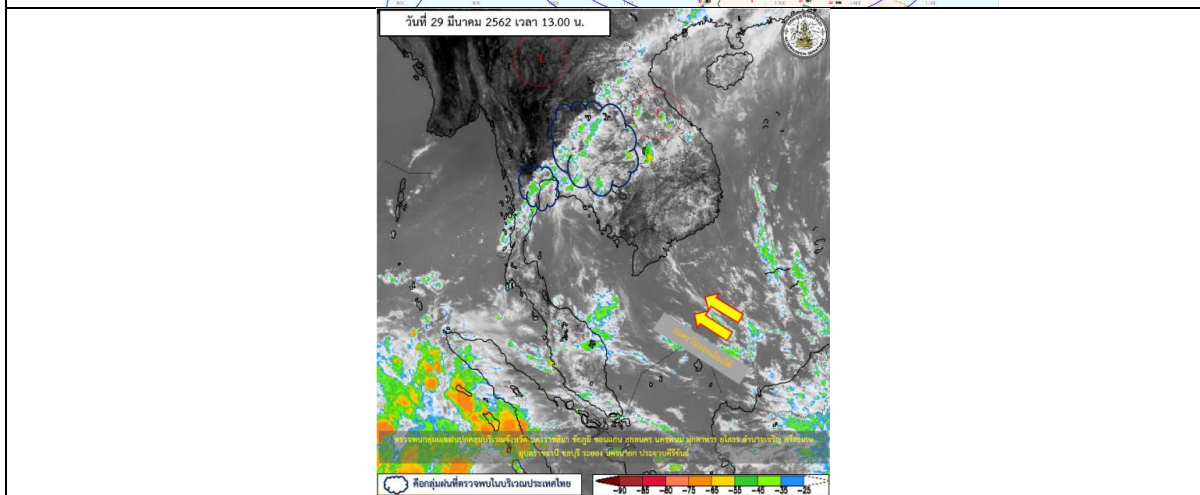 วันที่ 29 มีนาคม 2562 เวลา 13.00 น.
ตรวจพบกลุ่มเมฆฝนปกคลุมบริเวณจังหวัด นครราชสีมา ชัยภูมิ ขอนแก่น สกลนคร นครพนม มุกดาหาร ยโสธร อำนาจเจริญ ศรีสะเกษ
อุบลราชธานี ชลบุรี ระยอง นครนายก ประจวบคีรีขันธ์
คือกลุ่มฝนที่ตรวจพบในบริเวณประเทศไทย
-90 -85 -80 -75 -65 -55 -45 -35 -25